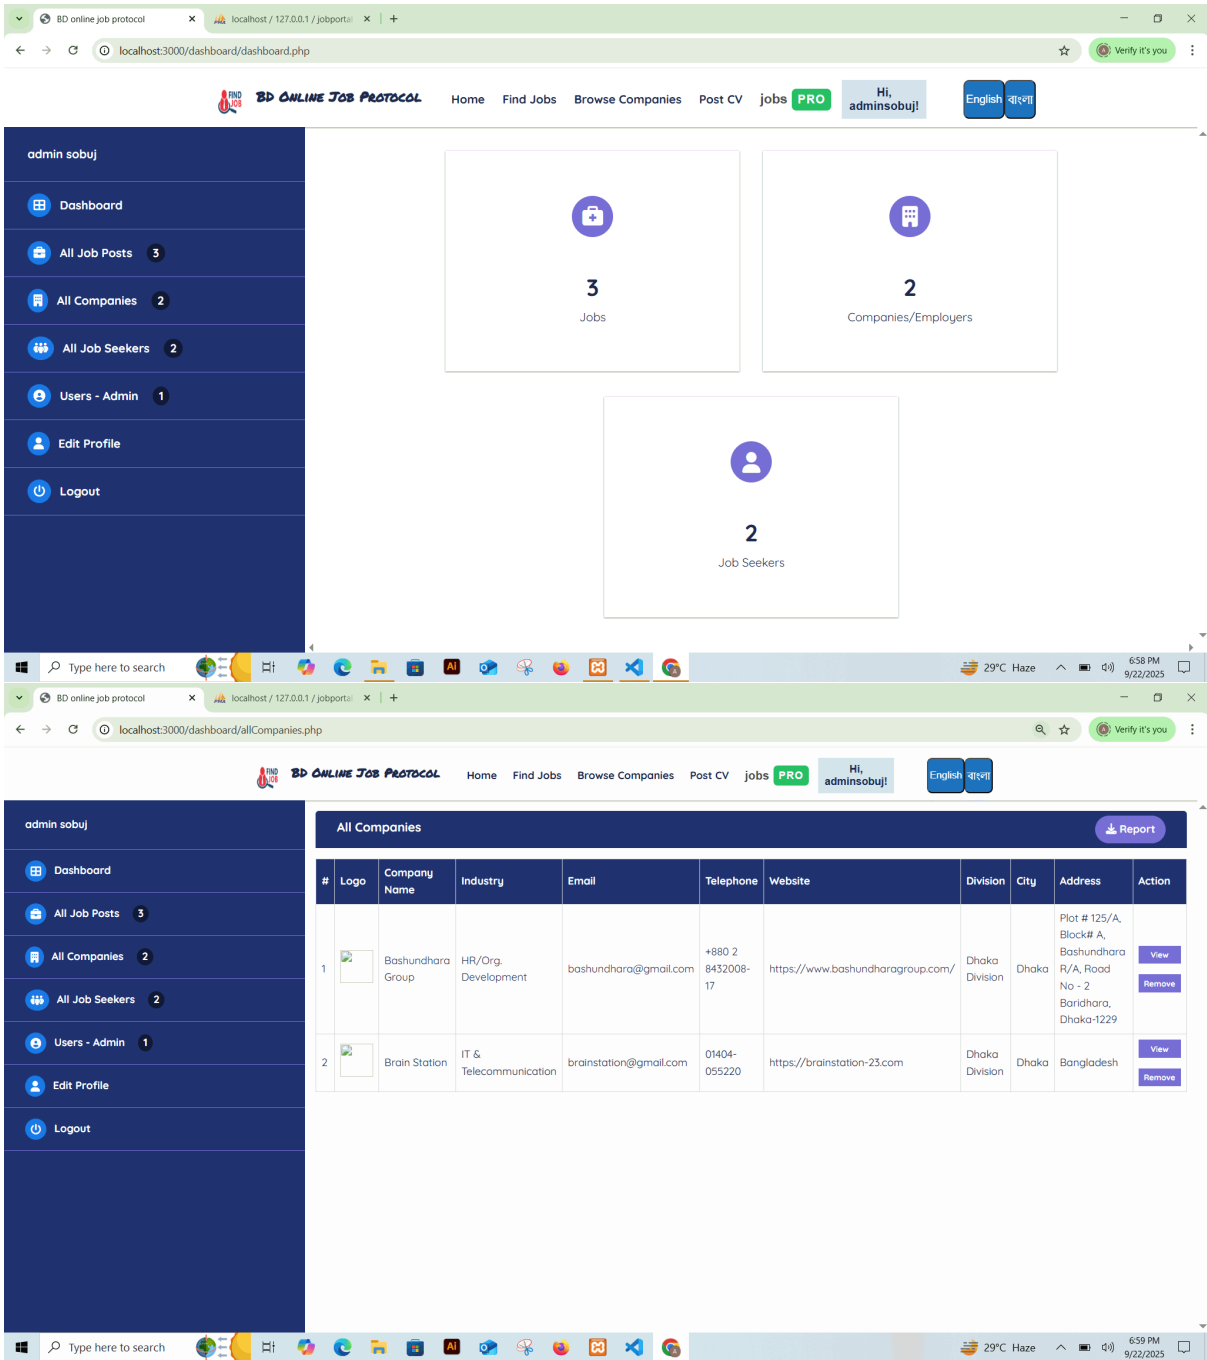 BD online job protocol
localhost / 127.0.0.1 / jobportal
localhost:3000/dashboard/dashboard.php
Verify it's you
FIND JOB
BD Online Job Protocol
Home Find Jobs Browse Companies Post CV jobs PRO
Hi,
adminsobuj!
English বাংলা
admin sobuj
Dashboard
All Job Posts 3
All Companies 2
All Job Seekers 2
Users - Admin 1
Edit Profile
Logout
3
Jobs
2
Companies/Employers
2
Job Seekers
Type here to search
Ai
29°C Haze
6:58 PM
9/22/2025
BD online job protocol
localhost / 127.0.0.1 / jobportal
localhost:3000/dashboard/allCompanies.php
Verify it's you
FIND JOB
BD Online Job Protocol
Home Find Jobs Browse Companies Post CV jobs PRO
Hi,
adminsobuj!
English বাংলা
admin sobuj
Dashboard
All Job Posts 3
All Companies 2
All Job Seekers 2
Users - Admin 1
Edit Profile
Logout
All Companies
Report
# Logo Company Name Industry Email Telephone Website Division City Address Action
1 Bashundhara Group HR/Org. Development bashundhara@gmail.com +880 2 8432008-17 https://www.bashundharagroup.com/ Dhaka Division Dhaka Plot # 125/A, Block# A, Bashundhara R/A, Road No - 2 Baridhara, Dhaka-1229 View Remove
2 Brain Station IT & Telecommunication brainstation@gmail.com 01404-055220 https://brainstation-23.com Dhaka Division Dhaka Bangladesh View Remove
Type here to search
Ai
29°C Haze
6:59 PM
9/22/2025